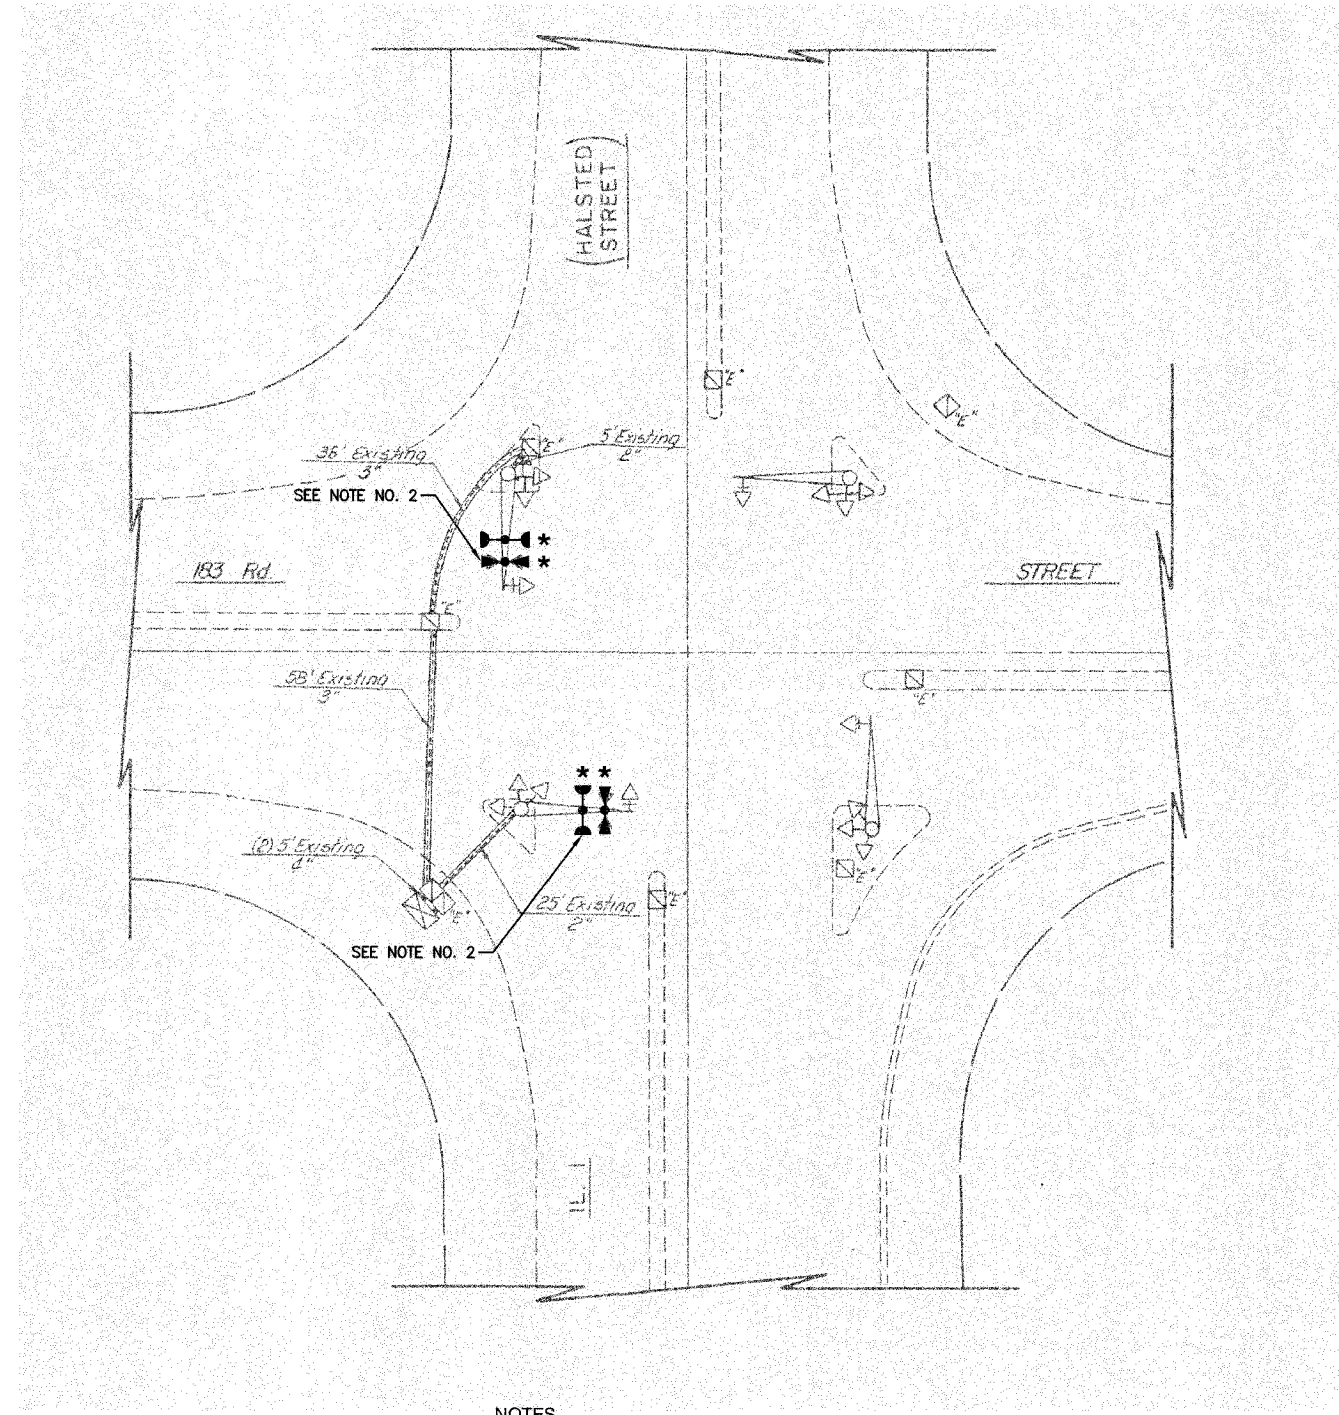 (HALSTED
STREET)
"E"
"E"
36' Existing
3"
"E"
5' Existing
2"
SEE NOTE NO. 2
*
*
183 Rd
STREET
"E"
58' Existing
3"
"E"
* *
(2) 5' Existing
4"
"E"
25' Existing
2"
"E"
"E"
SEE NOTE NO. 2
IL. 1
NOTES